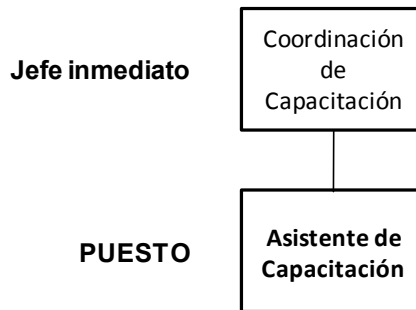 Coordinación
Jefe inmediato de
Capacitación
PUESTO Asistente de
Capacitación